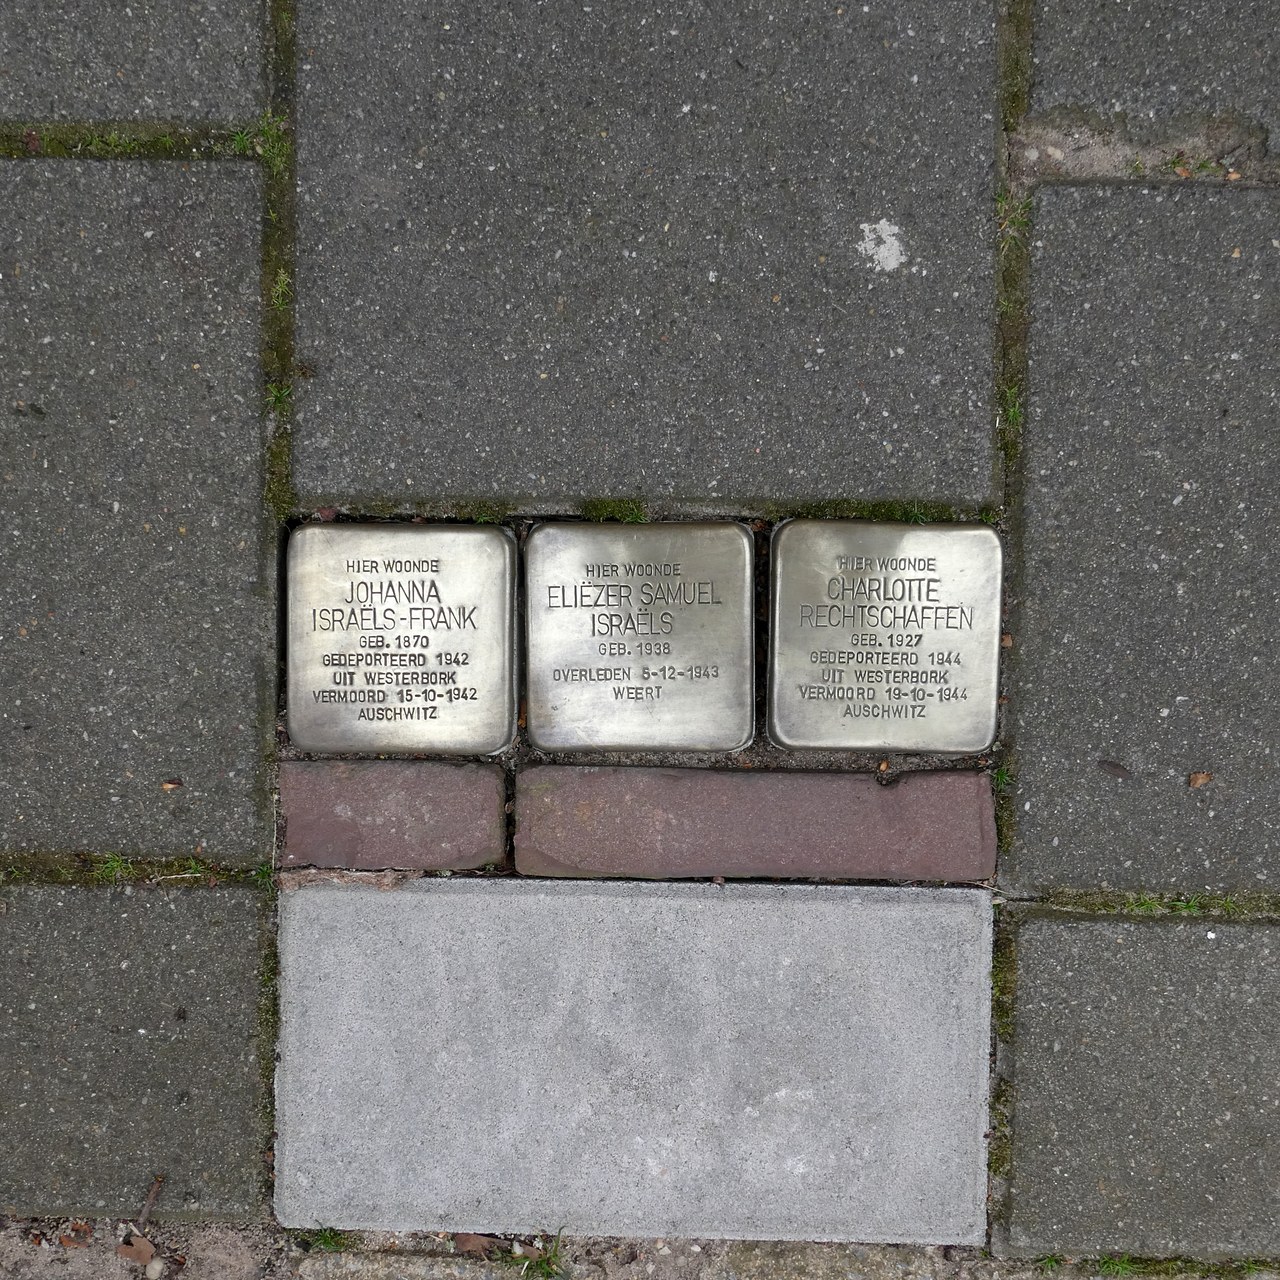 HIER WOONDE
JOHANNA
ISRAËLS-FRANK
GEB. 1870
GEDEPORTEERD 1942
UIT WESTERBORK
VERMOORD 15-10-1942
AUSCHWITZ
HIER WOONDE
ELIËZER SAMUEL
ISRAËLS
GEB. 1938
OVERLEDEN 5-12-1943
WEERT
HIER WOONDE
CHARLOTTE
RECHTSCHAFFEN
GEB. 1927
GEDEPORTEERD 1944
UIT WESTERBORK
VERMOORD 19-10-1944
AUSCHWITZ